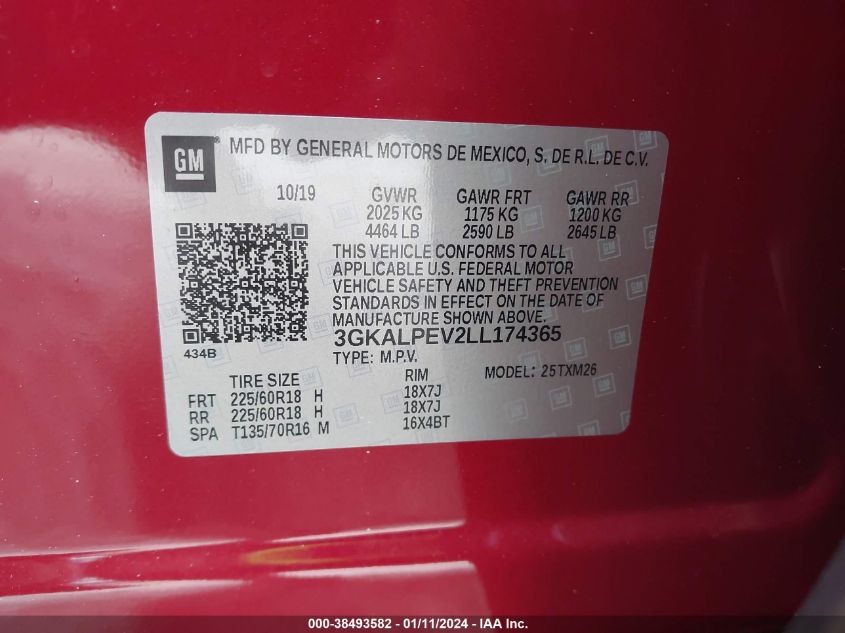 GM
MFD BY GENERAL MOTORS DE MEXICO, S. DE R.L. DE C.V.
10/19 GVWR GAWR FRT GAWR RR
2025 KG 1175 KG 1200 KG
4464 LB 2590 LB 2645 LB
THIS VEHICLE CONFORMS TO ALL
APPLICABLE U.S. FEDERAL MOTOR
VEHICLE SAFETY AND THEFT PREVENTION
STANDARDS IN EFFECT ON THE DATE OF
MANUFACTURE SHOWN ABOVE.
434B
3GKALPEV2LL174365
TYPE: M.P.V. MODEL: 25TXM26
TIRE SIZE RIM
FRT 225/60R18 H 18X7J
RR 225/60R18 H 18X7J
SPA T135/70R16 M 16X4BT
000-38493582 - 01/11/2024 - IAA Inc.